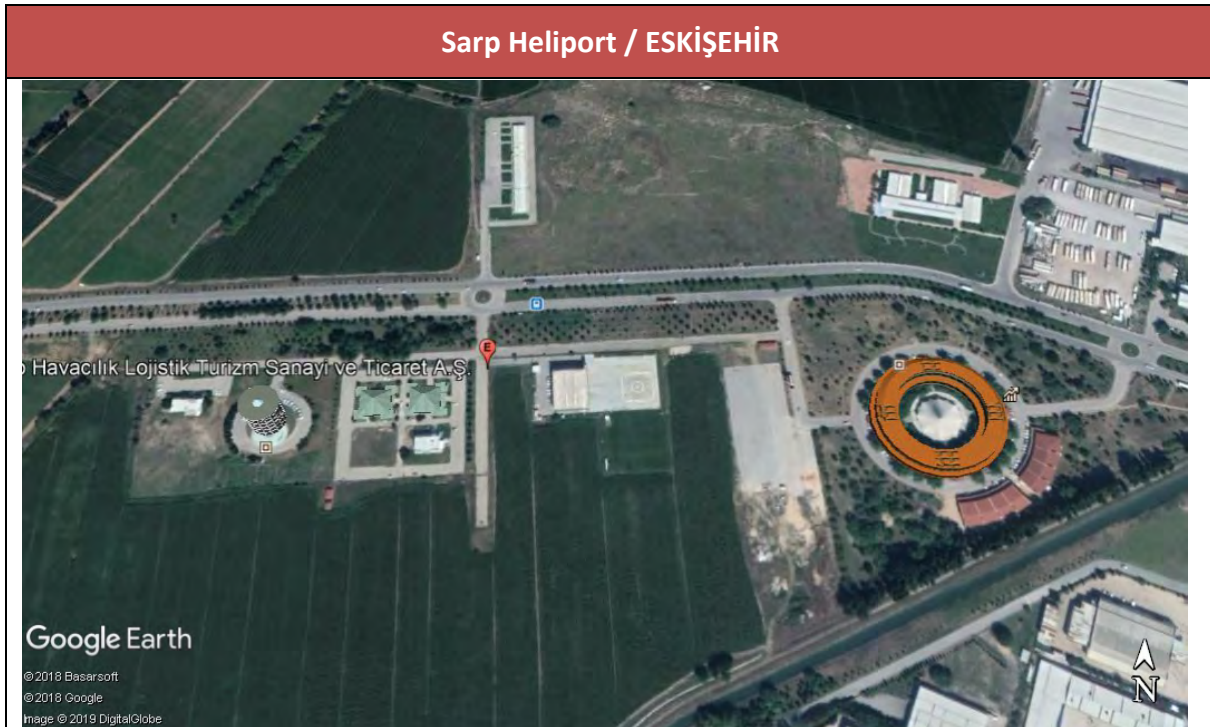 Sarp Heliport / ESKİŞEHİR
Havacılık Lojistik Turizm Sanayi ve Ticaret A.Ş.
E
Google Earth
©2018 Basarsoft
©2018 Google
Image © 2019 DigitalGlobe
N